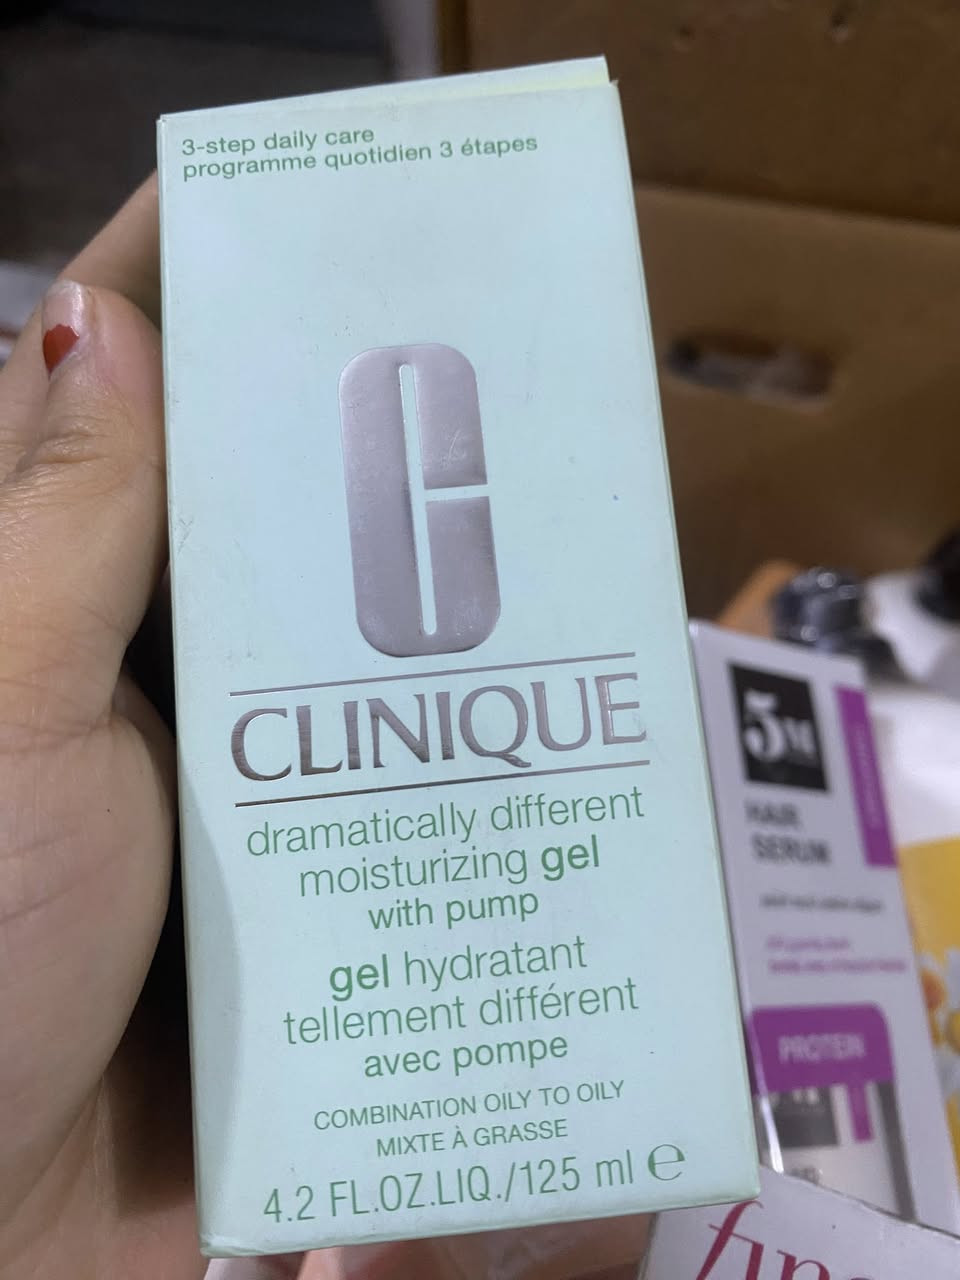 3-step daily care
programme quotidien 3 étapes
C
CLINIQUE
dramatically different
moisturizing gel
with pump
gel hydratant
tellement différent
avec pompe
COMBINATION OILY TO OILY
MIXTE À GRASSE
4.2 FL.OZ.LIQ./125 ml ℮
5M
HAIR
SERUM
PROTEIN